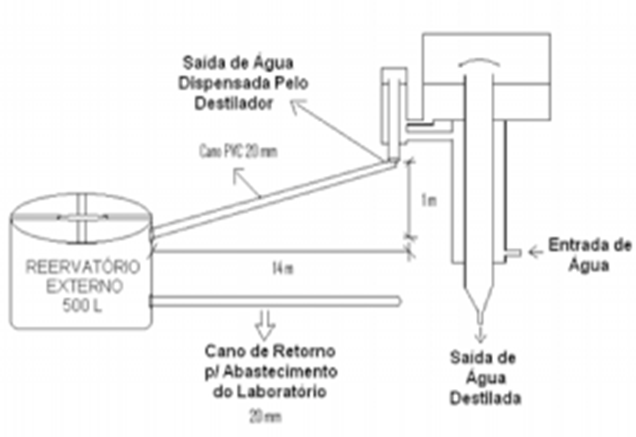 Saída de Água
Dispensada Pelo
Destilador
Cano PVC 20 mm
1m
REERVATÓRIO
EXTERNO
500 L
14 m
Entrada de
Água
Cano de Retorno
p/ Abastecimento
do Laboratório
20 mm
Saída de
Água
Destilada